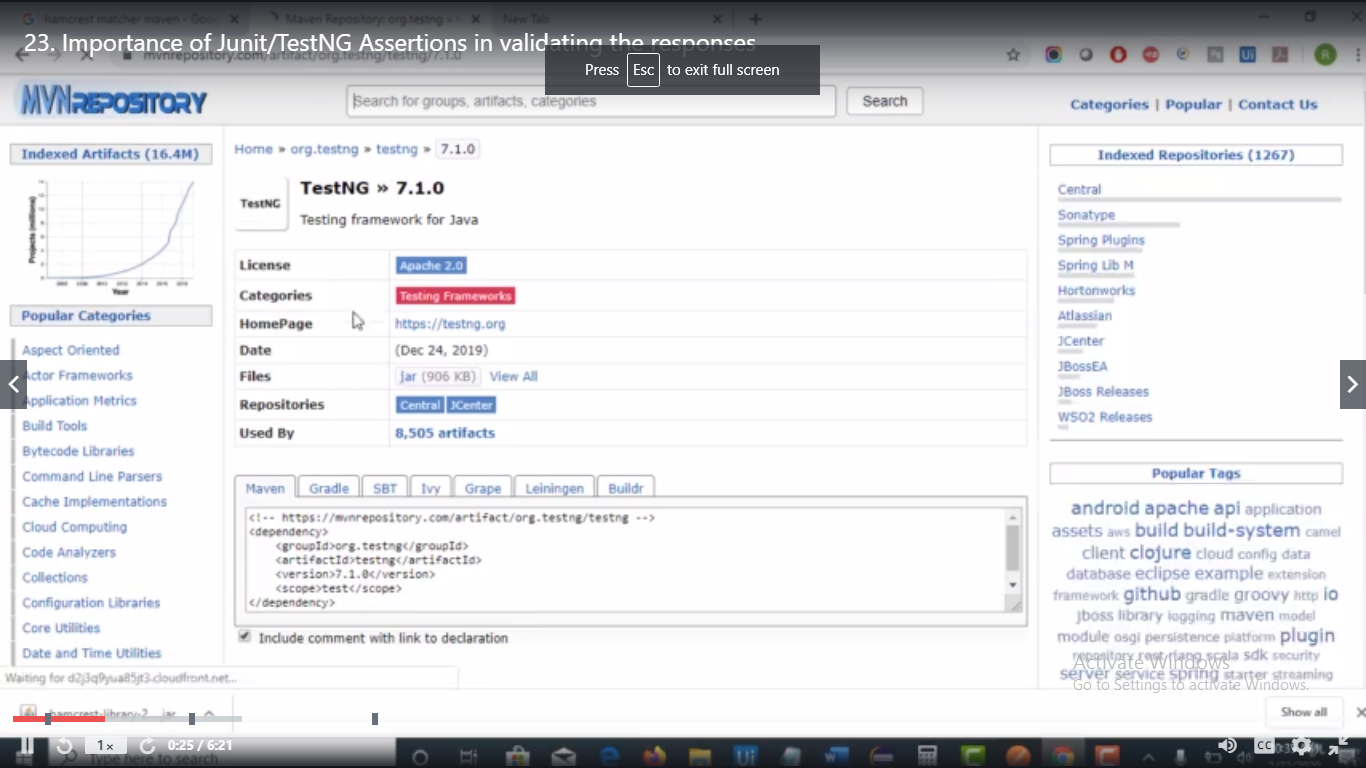 hamcrest matcher maven - Goo
Maven Repository: org.testng »
New Tab
23. Importance of Junit/TestNG Assertions in validating the responses
mvnrepository.com/artifact/org.testng/testng/7.1.0
Press Esc to exit full screen
MVNREPOSITORY
Search for groups, artifacts, categories
Search
Categories | Popular | Contact Us
Indexed Artifacts (16.4M)
Projects (millions)
Year
Popular Categories
Aspect Oriented
Actor Frameworks
Application Metrics
Build Tools
Bytecode Libraries
Command Line Parsers
Cache Implementations
Cloud Computing
Code Analyzers
Collections
Configuration Libraries
Core Utilities
Date and Time Utilities
Home » org.testng » testng » 7.1.0
TestNG
TestNG » 7.1.0
Testing framework for Java
License Apache 2.0
Categories Testing Frameworks
HomePage https://testng.org
Date (Dec 24, 2019)
Files jar (906 KB) View All
Repositories Central JCenter
Used By 8,505 artifacts
Maven Gradle SBT Ivy Grape Leiningen Buildr
<!-- https://mvnrepository.com/artifact/org.testng/testng -->
<dependency>
<groupId>org.testng</groupId>
<artifactId>testng</artifactId>
<version>7.1.0</version>
<scope>test</scope>
</dependency>
Include comment with link to declaration
Indexed Repositories (1267)
Central
Sonatype
Spring Plugins
Spring Lib M
Hortonworks
Atlassian
JCenter
JBossEA
JBoss Releases
WSO2 Releases
Popular Tags
android apache api application
assets aws build build-system camel
client clojure cloud config data
database eclipse example extension
framework github gradle groovy http io
jboss library logging maven model
module osgi persistence platform plugin
repository rest rlang scala sdk security
server service spring starter streaming
Activate Windows
Go to Settings to activate Windows.
Waiting for d2j3q9yua85jt3.cloudfront.net...
hamcrest-library-2....jar
Show all
1x
0:25 / 6:21
Type here to search
CC